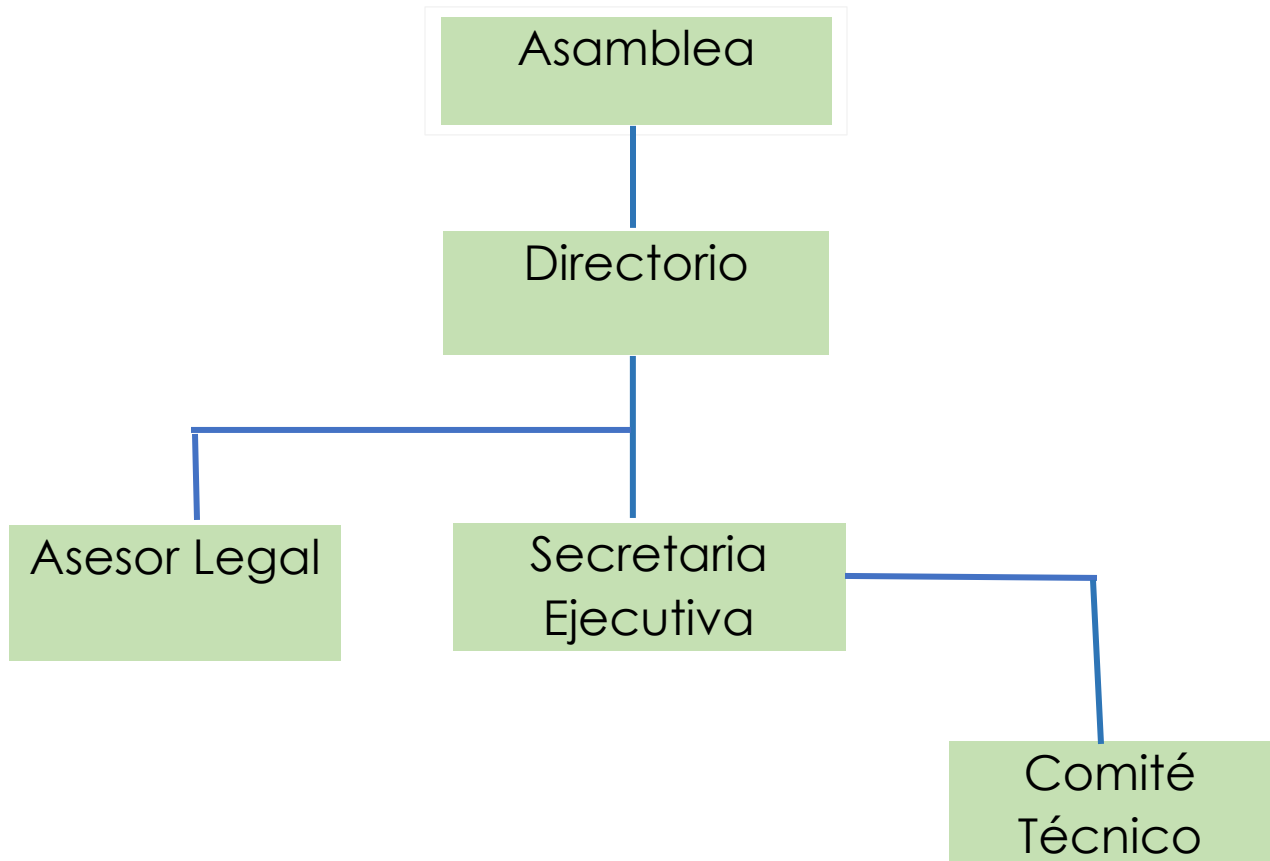 Asamblea
Directorio
Asesor Legal
Secretaria
Ejecutiva
Comité
Técnico